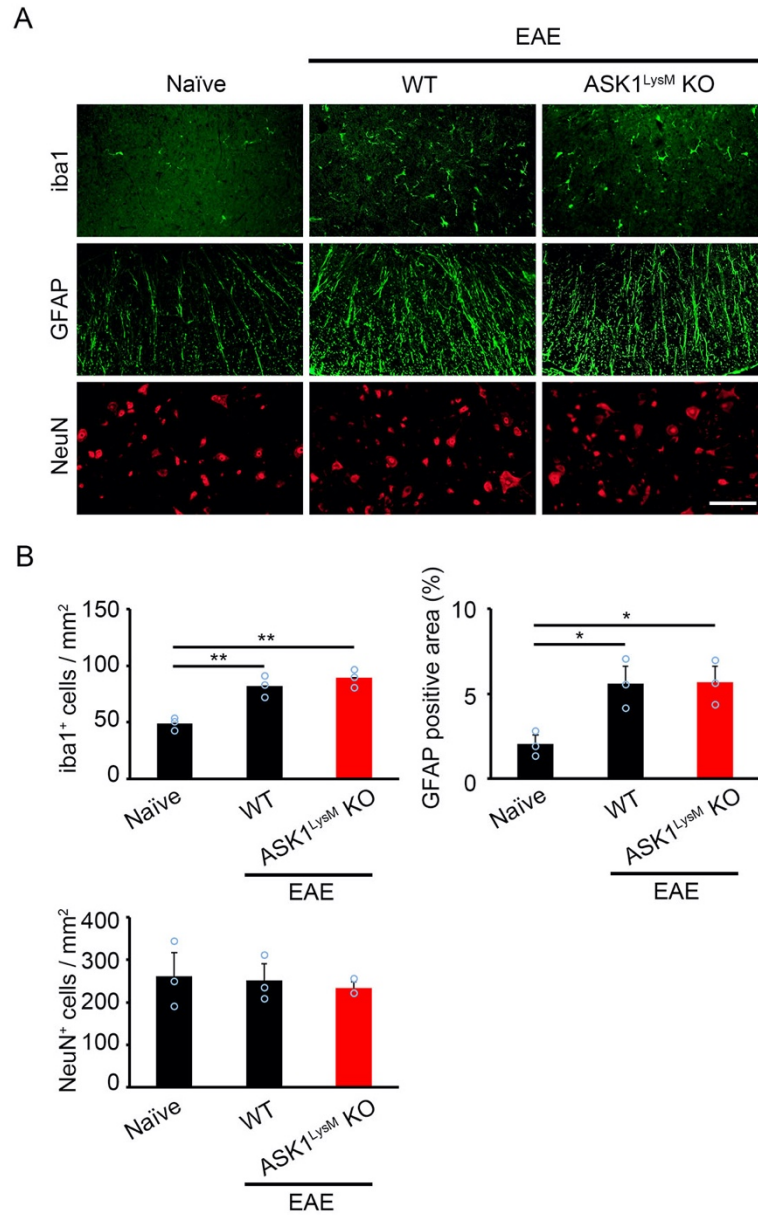 A
EAE
Naïve
WT
ASK1ᴸʸˢᴹ KO
iba1
GFAP
NeuN
B
iba1⁺ cells / mm²
150
100
50
0
**
**
Naïve
WT
ASK1ᴸʸˢᴹ KO
EAE
GFAP positive area (%)
10
5
0
*
*
Naïve
WT
ASK1ᴸʸˢᴹ KO
EAE
NeuN⁺ cells / mm²
400
300
200
100
0
Naïve
WT
ASK1ᴸʸˢᴹ KO
EAE